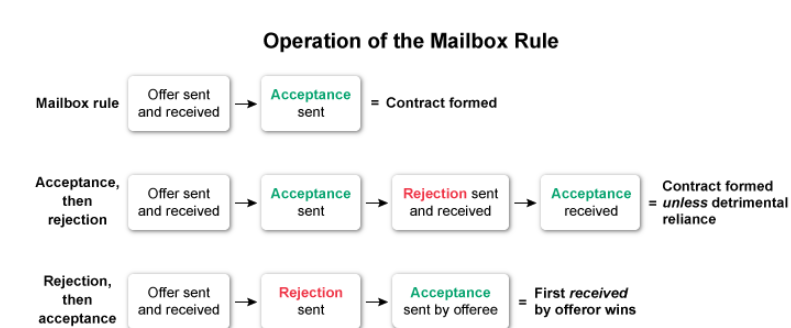 Operation of the Mailbox Rule
Mailbox rule
Offer sent
and received
Acceptance
sent
= Contract formed
Acceptance,
then
rejection
Offer sent
and received
Acceptance
sent
Rejection sent
and received
Acceptance
received
Contract formed
= unless detrimental
reliance
Rejection,
then
acceptance
Offer sent
and received
Rejection
sent
Acceptance
sent by offeree
= First received
by offeror wins